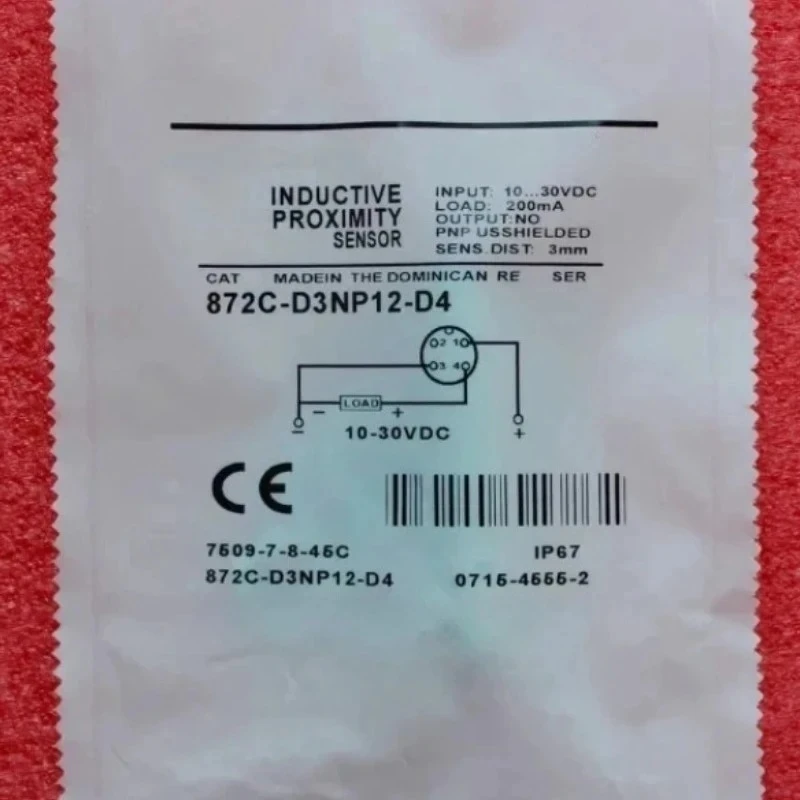 INDUCTIVE
PROXIMITY
SENSOR
INPUT: 10...30VDC
LOAD: 200mA
OUTPUT:NO
PNP USSHIELDED
SENS.DIST: 3mm
CAT MADEIN THE DOMINICAN RE SER
872C-D3NP12-D4
2 1
3 4
LOAD
− +
− +
10-30VDC
CE
7509-7-8-45C IP67
872C-D3NP12-D4 0715-4555-2